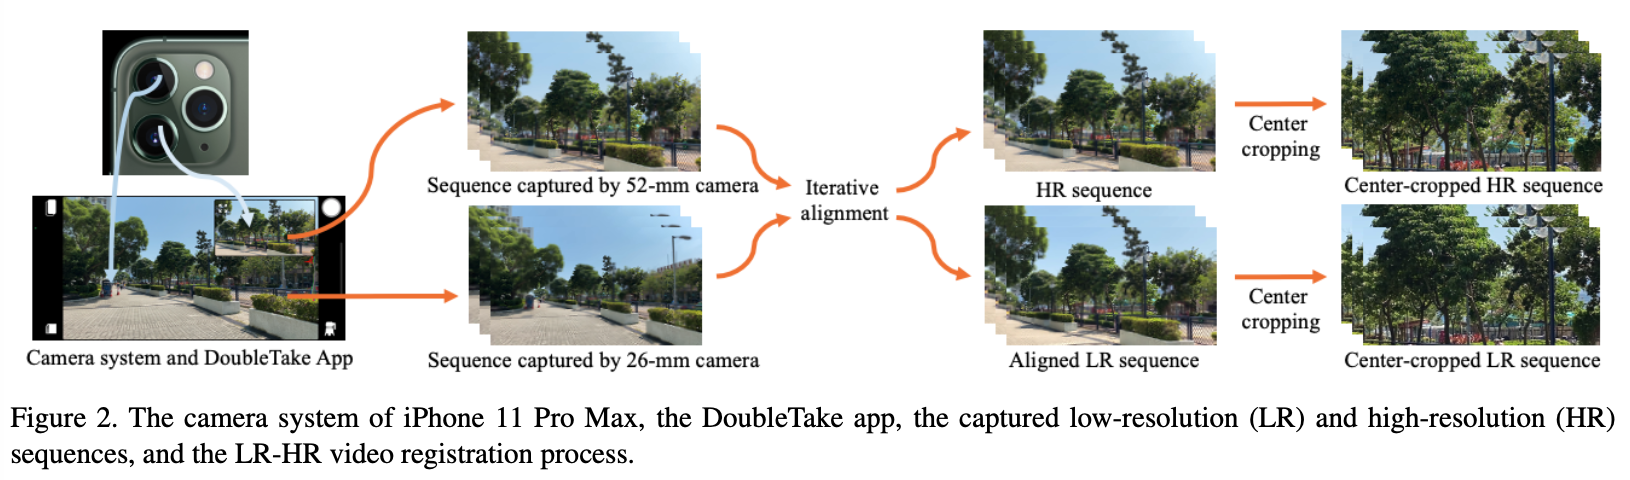 Sequence captured by 52-mm camera
Iterative
alignment
HR sequence
Center
cropping
Center-cropped HR sequence
Camera system and DoubleTake App
Sequence captured by 26-mm camera
Aligned LR sequence
Center
cropping
Center-cropped LR sequence
Figure 2. The camera system of iPhone 11 Pro Max, the DoubleTake app, the captured low-resolution (LR) and high-resolution (HR)
sequences, and the LR-HR video registration process.